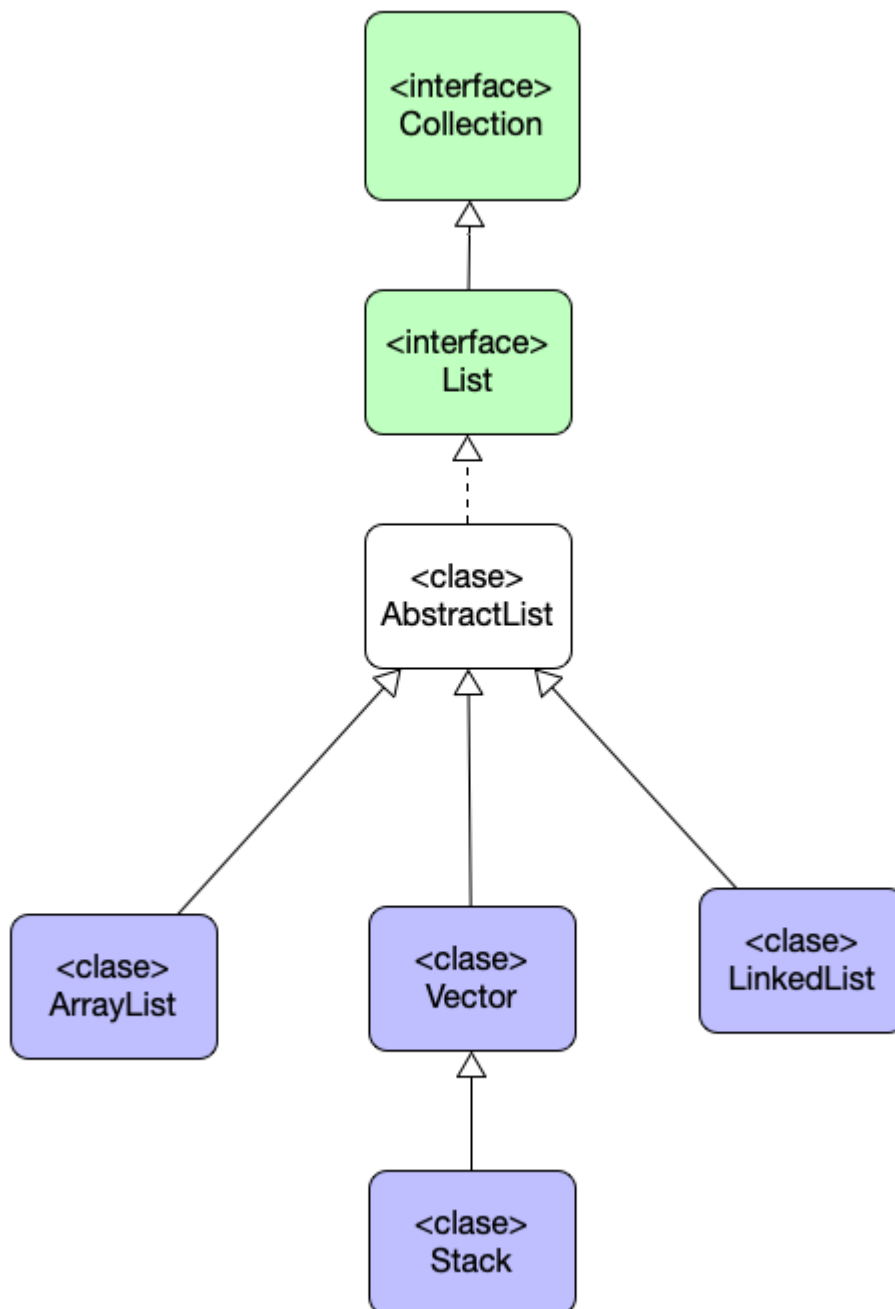 <interface>
Collection
<interface>
List
<clase>
AbstractList
<clase>
ArrayList
<clase>
Vector
<clase>
LinkedList
<clase>
Stack